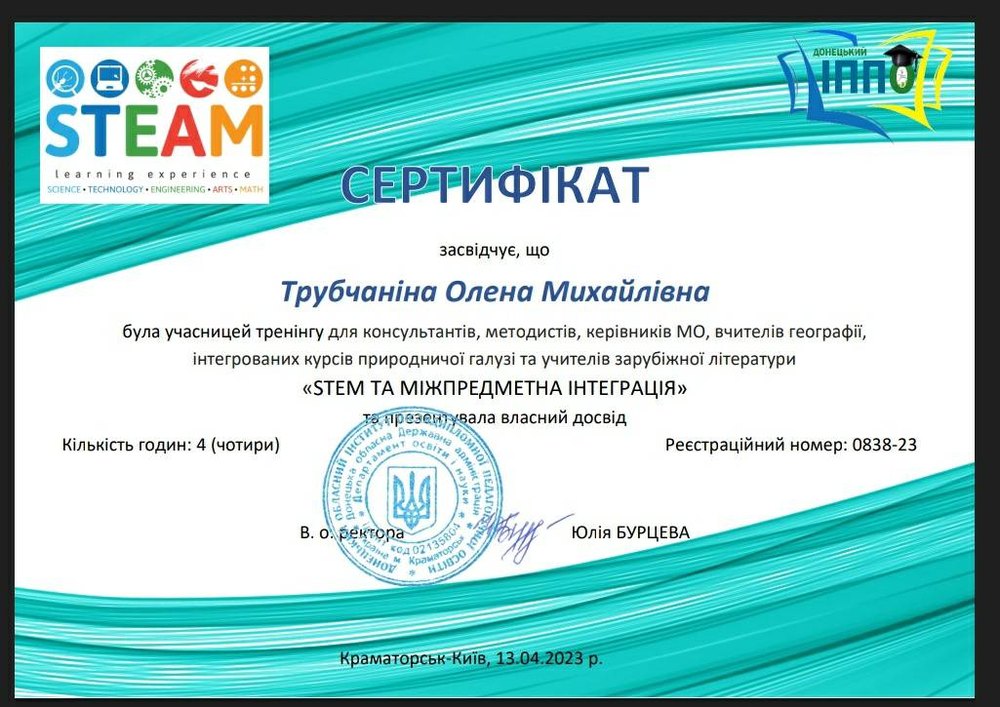 STEAM
learning experience
SCIENCE • TECHNOLOGY • ENGINEERING • ARTS • MATH
ДОНЕЦЬКИЙ
ІППО
СЕРТИФІКАТ
засвідчує, що
Трубчаніна Олена Михайлівна
була учасницей тренінгу для консультантів, методистів, керівників МО, вчителів географії,
інтегрованих курсів природничої галузі та учителів зарубіжної літератури
«STEM ТА МІЖПРЕДМЕТНА ІНТЕГРАЦІЯ»
та презентувала власний досвід
Кількість годин: 4 (чотири)
Реєстраційний номер: 0838-23
ДОНЕЦЬКИЙ ОБЛАСНИЙ ІНСТИТУТ ПІСЛЯДИПЛОМНОЇ ПЕДАГОГІЧНОЇ ОСВІТИ
Донецька обласна Державна адміністрація
Департамент освіти і науки
код 02135804
Україна м Краматорськ
В. о. ректора
Юлія БУРЦЕВА
Краматорськ-Київ, 13.04.2023 р.